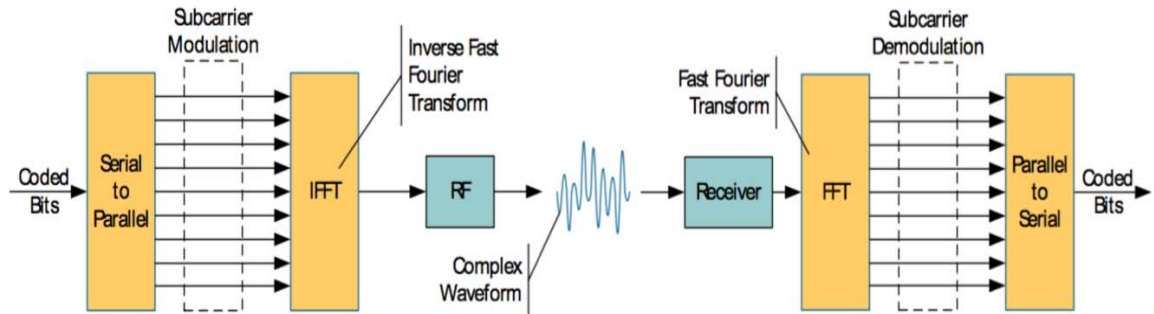 Subcarrier
Modulation
Inverse Fast
Fourier
Transform
Fast Fourier
Transform
Subcarrier
Demodulation
Coded
Bits
Serial
to
Parallel
IFFT
RF
Complex
Waveform
Receiver
FFT
Parallel
to
Serial
Coded
Bits